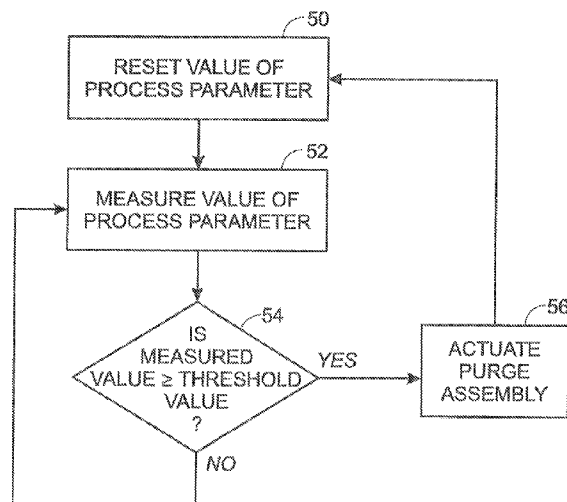 50
RESET VALUE OF
PROCESS PARAMETER
52
MEASURE VALUE OF
PROCESS PARAMETER
54
IS
MEASURED
VALUE ≥ THRESHOLD
VALUE
?
YES
56
ACTUATE
PURGE
ASSEMBLY
NO